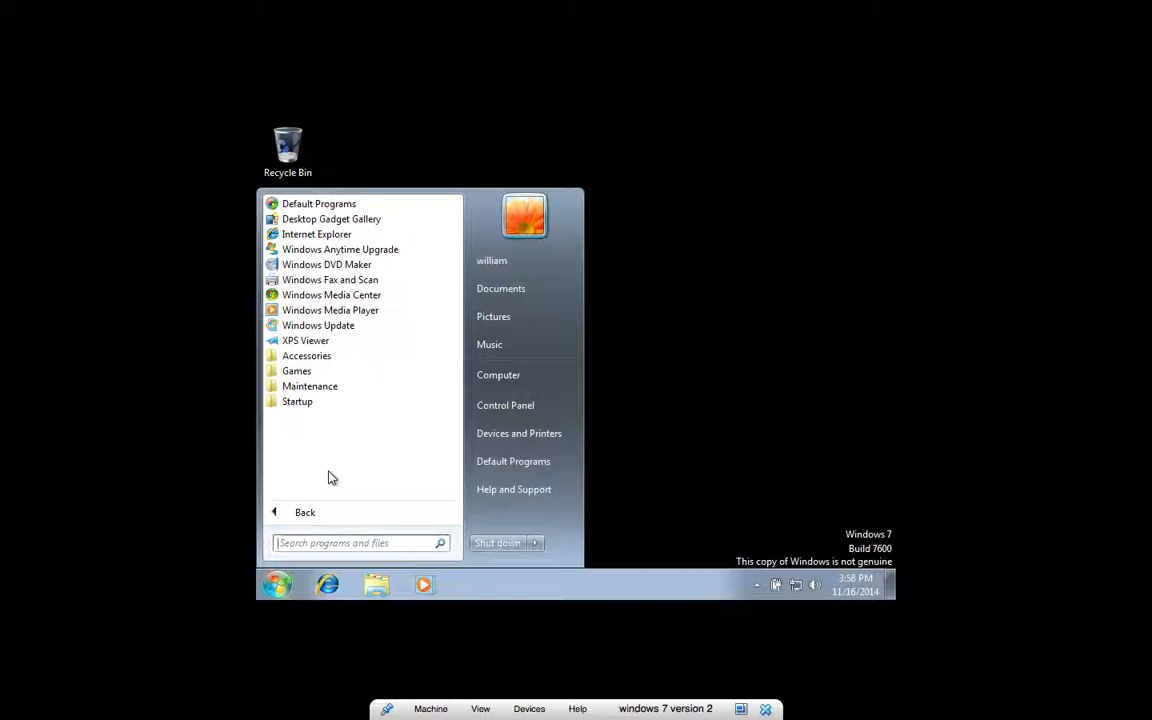 Recycle Bin
Default Programs
Desktop Gadget Gallery
Internet Explorer
Windows Anytime Upgrade
Windows DVD Maker
Windows Fax and Scan
Windows Media Center
Windows Media Player
Windows Update
XPS Viewer
Accessories
Games
Maintenance
Startup
Back
Search programs and files
william
Documents
Pictures
Music
Computer
Control Panel
Devices and Printers
Default Programs
Help and Support
Shut down
Windows 7
Build 7600
This copy of Windows is not genuine
3:58 PM
11/16/2014
Machine View Devices Help windows 7 version 2